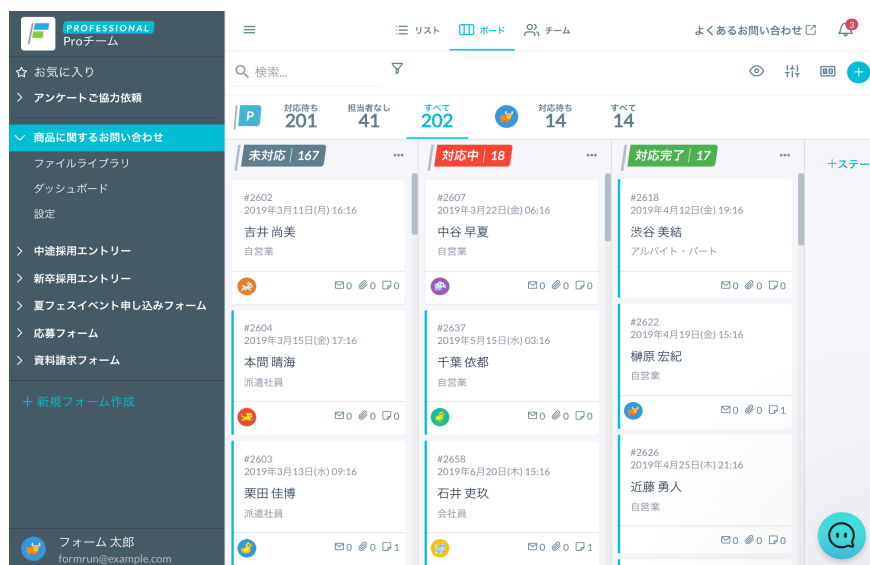 PROFESSIONAL
Proチーム
お気に入り
アンケートご協力依頼
商品に関するお問い合わせ
ファイルライブラリ
ダッシュボード
設定
中途採用エントリー
新卒採用エントリー
夏フェスイベント申し込みフォーム
応募フォーム
資料請求フォーム
+ 新規フォーム作成
フォーム 太郎
formrun@example.com
リスト ボード チーム
よくあるお問い合わせ
3
検索...
P
対応待ち 担当者なし すべて 対応待ち すべて
201 41 202 14 14
未対応 | 167
#2602
2019年3月11日(月) 16:16
吉井 尚美
自営業
0 0 0
#2604
2019年3月15日(金) 17:16
本間 晴海
派遣社員
0 0 0
#2603
2019年3月13日(水) 09:16
栗田 佳博
派遣社員
0 0 1
対応中 | 18
#2607
2019年3月22日(金) 06:16
中谷 早夏
自営業
0 0 0
#2637
2019年5月15日(水) 03:16
千葉 依都
自営業
0 0 0
#2658
2019年6月20日(木) 15:16
石井 吏玖
会社員
0 0 1
対応完了 | 17
#2618
2019年4月12日(金) 19:16
渋谷 美結
アルバイト・パート
0 0 0
#2622
2019年4月19日(金) 15:16
榊原 宏紀
自営業
0 0 1
#2626
2019年4月25日(木) 21:16
近藤 勇人
自営業
0 0 0
+ステー